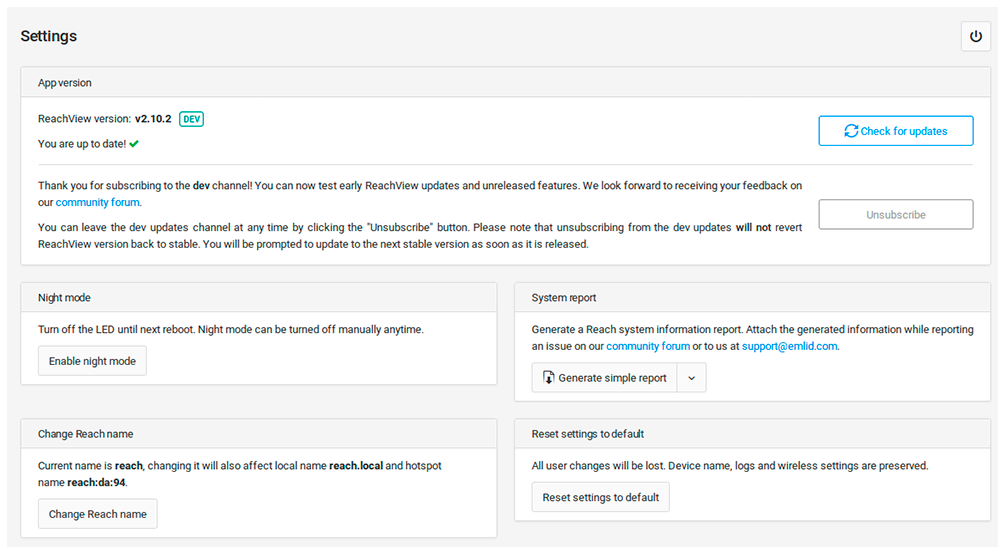 Settings
App version
ReachView version: v2.10.2 DEV
You are up to date!
Check for updates
Thank you for subscribing to the dev channel! You can now test early ReachView updates and unreleased features. We look forward to receiving your feedback on
our community forum.
Unsubscribe
You can leave the dev updates channel at any time by clicking the "Unsubscribe" button. Please note that unsubscribing from the dev updates will not revert
ReachView version back to stable. You will be prompted to update to the next stable version as soon as it is released.
Night mode
Turn off the LED until next reboot. Night mode can be turned off manually anytime.
Enable night mode
System report
Generate a Reach system information report. Attach the generated information while reporting
an issue on our community forum or to us at support@emlid.com.
Generate simple report
Change Reach name
Current name is reach, changing it will also affect local name reach.local and hotspot
name reach:da:94.
Change Reach name
Reset settings to default
All user changes will be lost. Device name, logs and wireless settings are preserved.
Reset settings to default